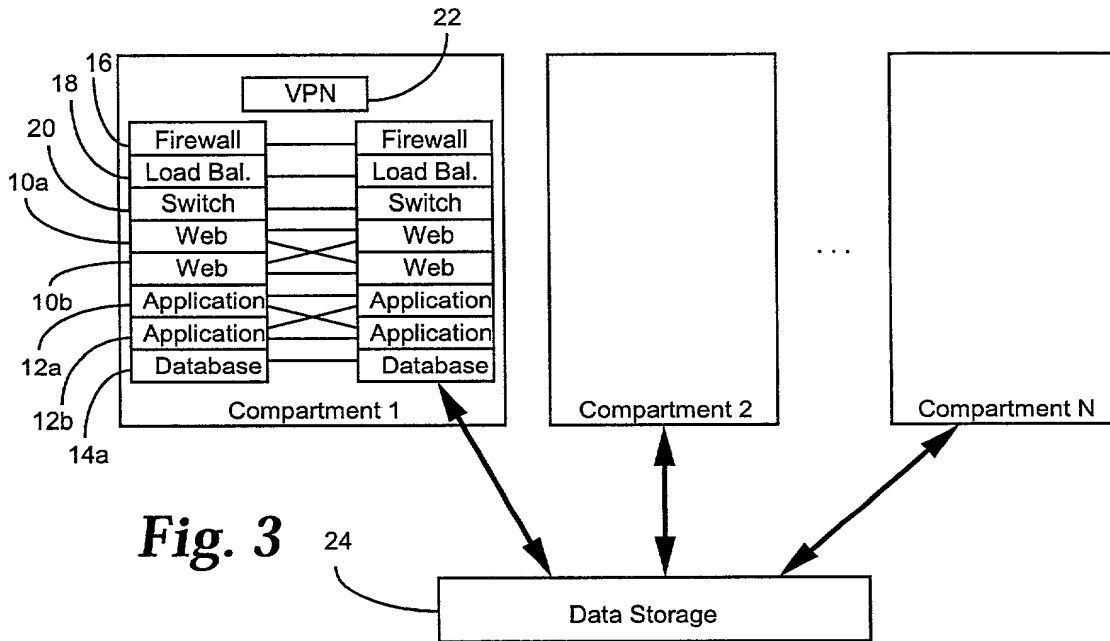 22
16
VPN
18
20
Firewall Firewall
Load Bal. Load Bal.
10a
Switch Switch
Web Web
Web Web
. . .
10b
Application Application
Application Application
12a
Database Database
12b
Compartment 1 Compartment 2 Compartment N
14a
Fig. 3
24
Data Storage